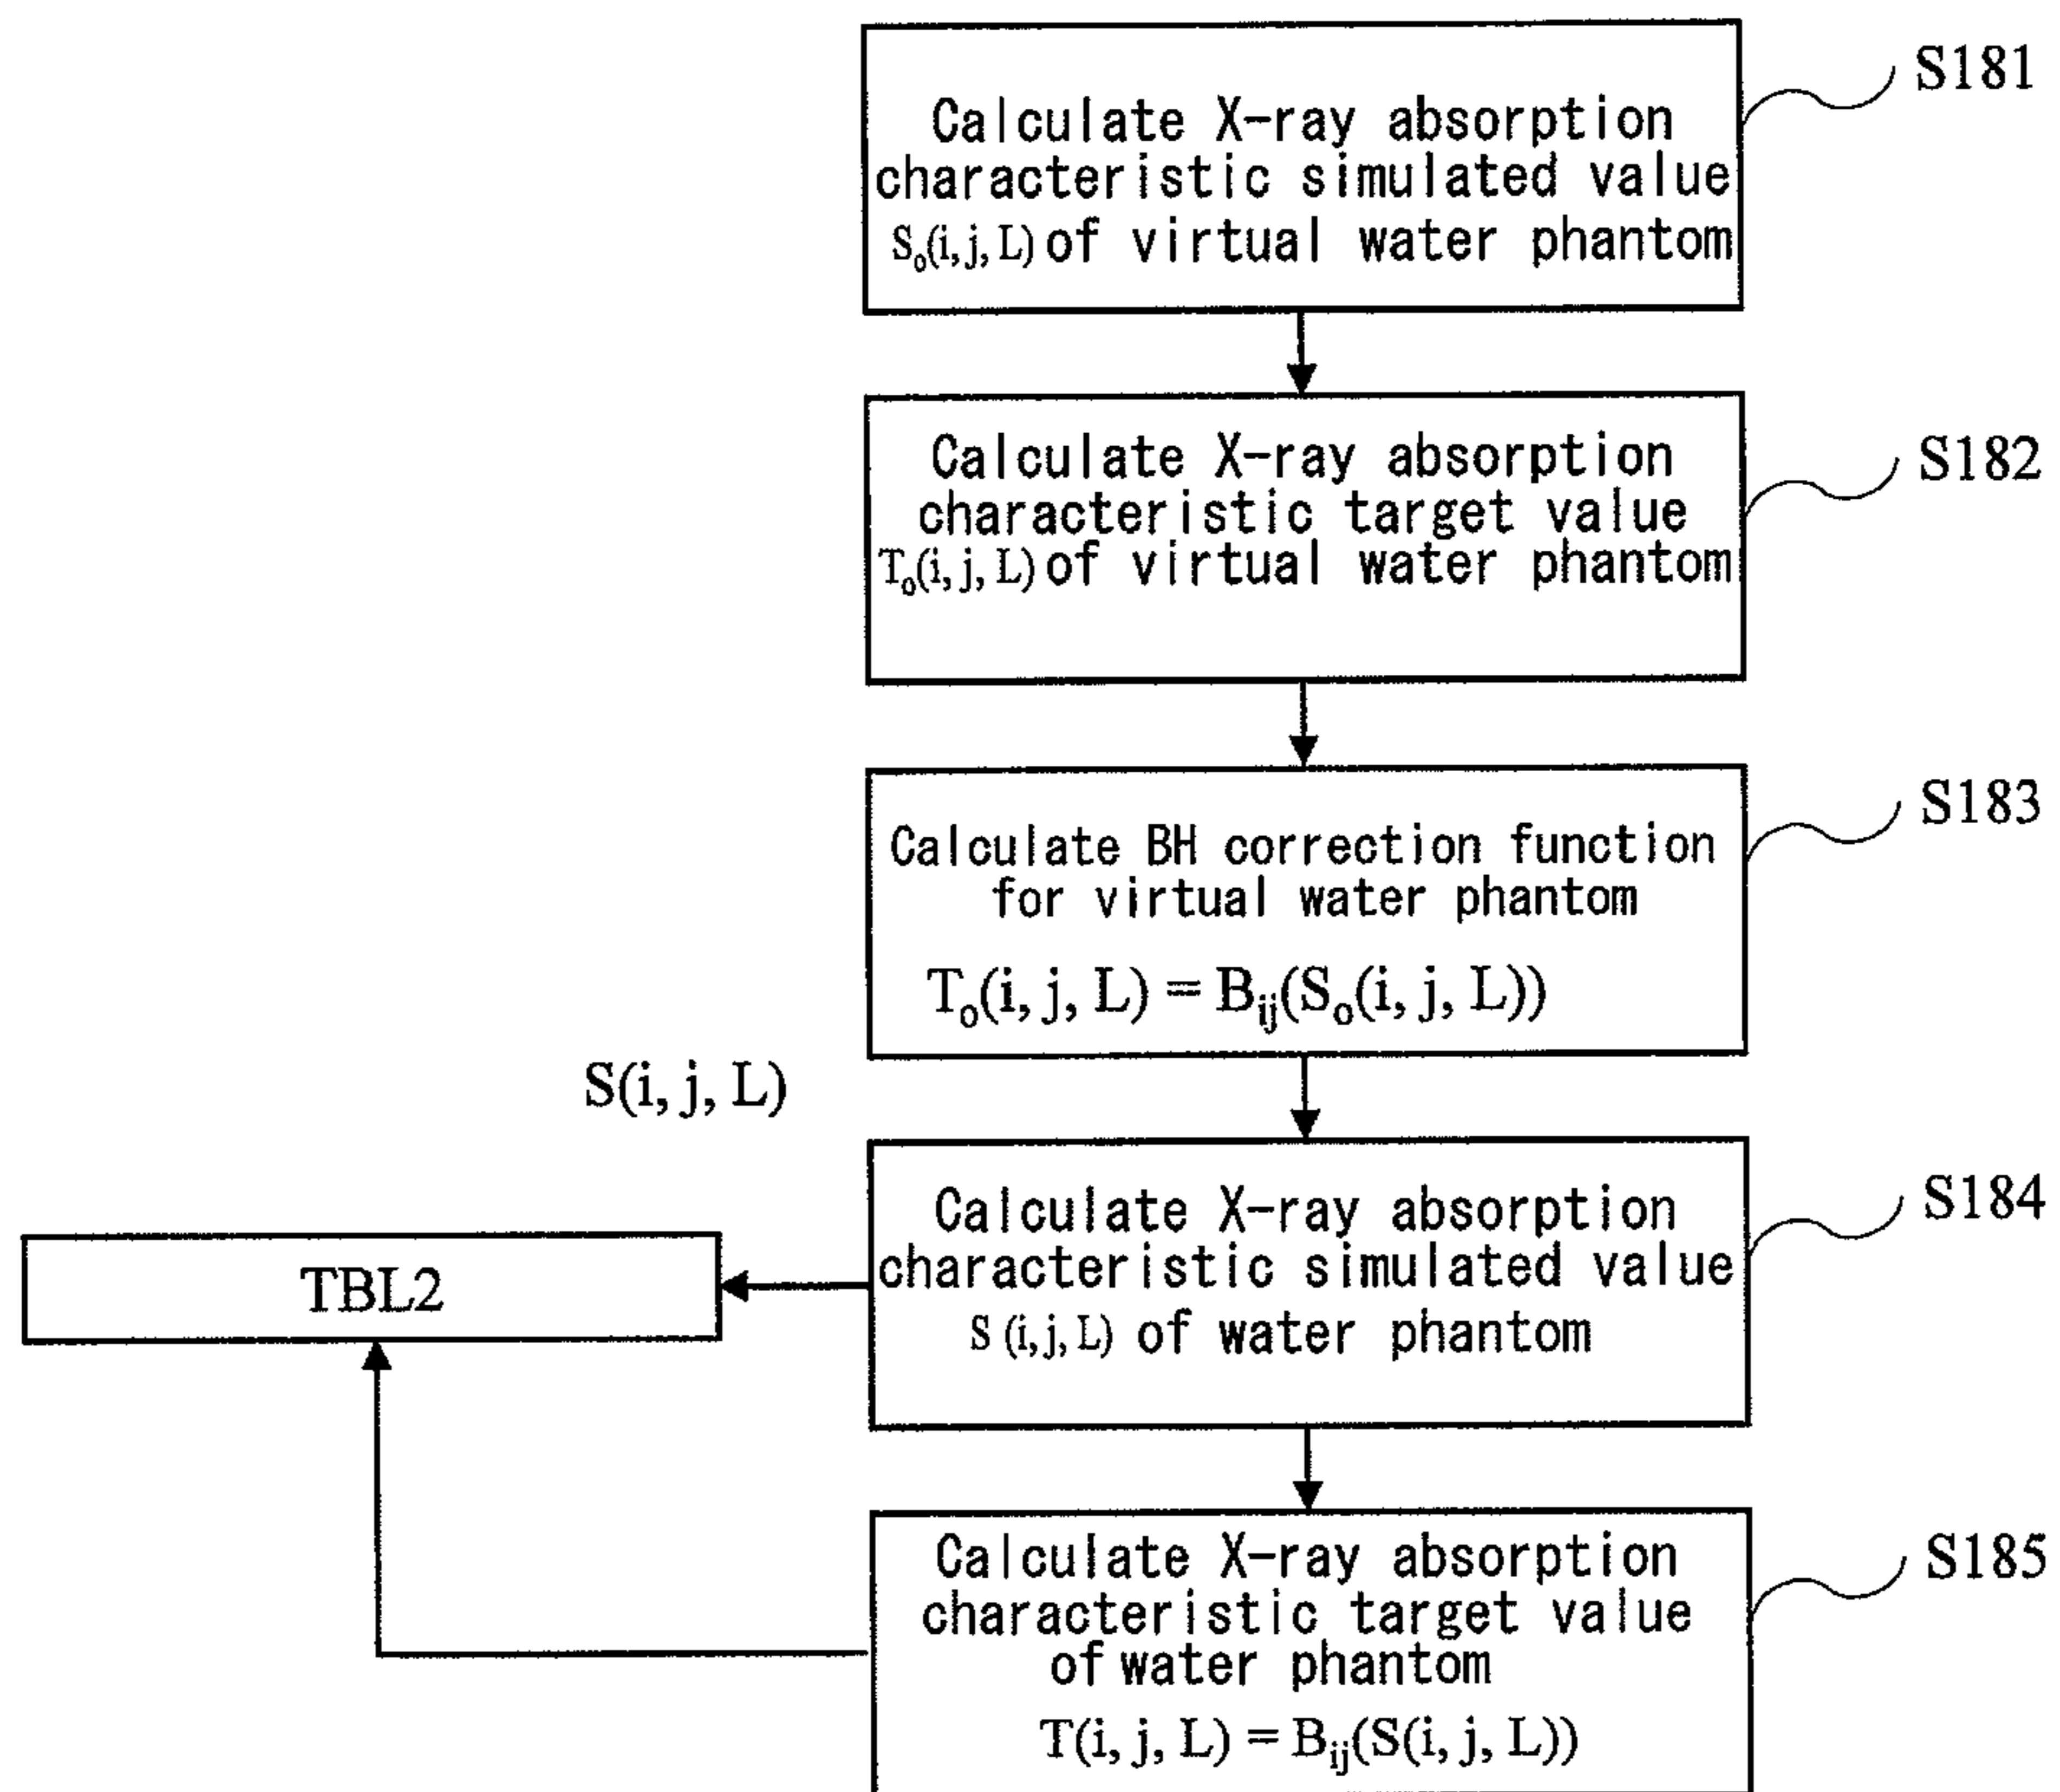 Calculate X-ray absorption
characteristic simulated value
S₀(i, j, L) of virtual water phantom
S181
Calculate X-ray absorption
characteristic target value
T₀(i, j, L) of virtual water phantom
S182
Calculate BH correction function
for virtual water phantom
T₀(i, j, L) = Bᵢⱼ(S₀(i, j, L))
S183
S(i, j, L)
Calculate X-ray absorption
characteristic simulated value
S (i, j, L) of water phantom
S184
TBL2
Calculate X-ray absorption
characteristic target value
of water phantom
T(i, j, L) = Bᵢⱼ(S(i, j, L))
S185